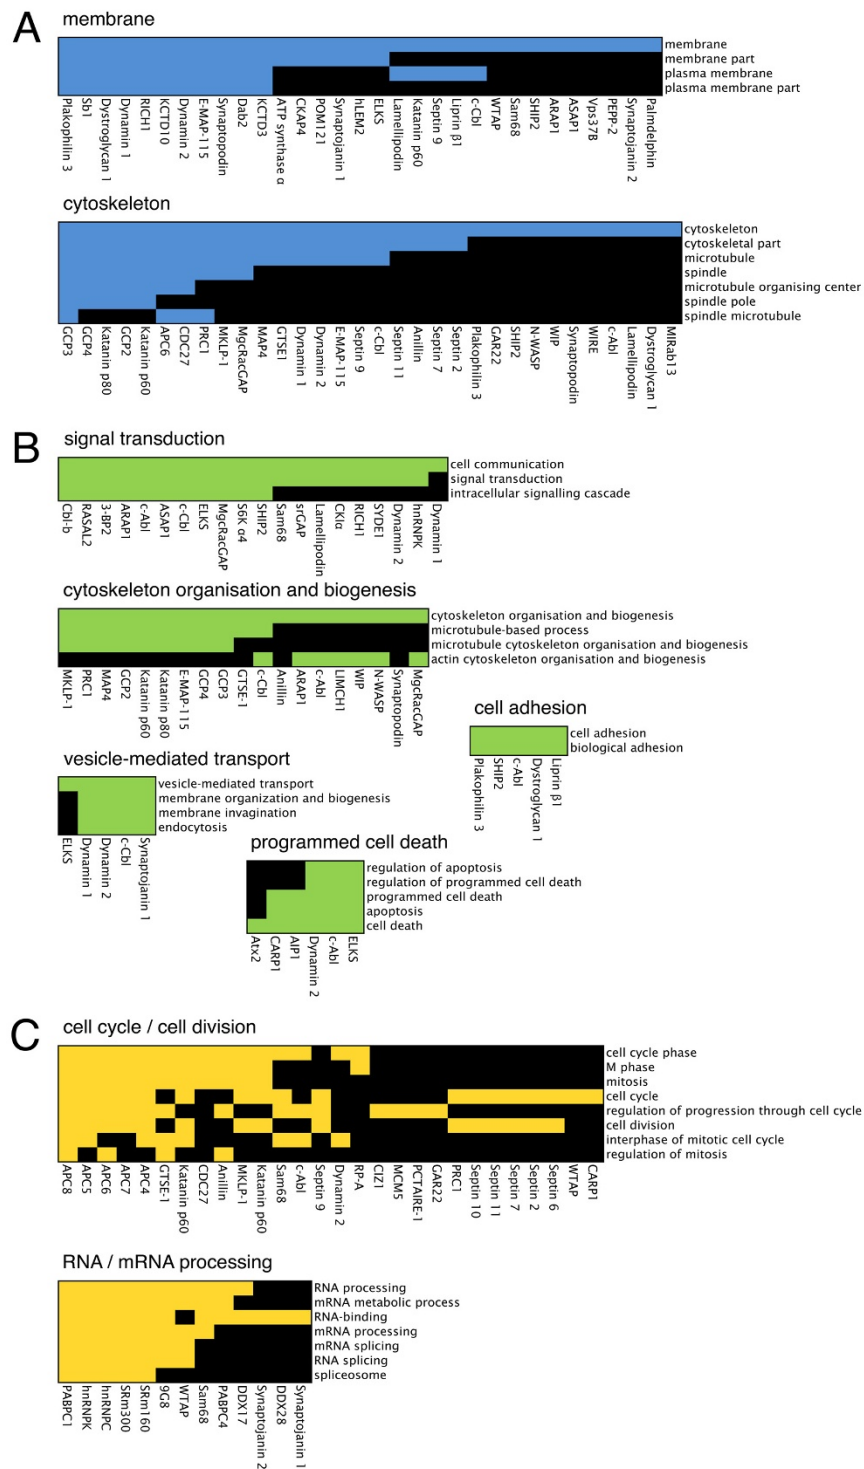 A
membrane
membrane
membrane part
plasma membrane
plasma membrane part
Plakophilin 3
Sb1
Dystroglycan 1
Dynamin 1
RICH1
KCTD10
Dynamin 2
E-MAP-115
Synaptopodin
Dab2
KCTD3
ATP synthase α
CKAP4
POM121
Synaptojanin 1
hLEM2
ELKS
Lamellipodin
Katanin p60
Septin 9
Liprin β1
c-Cbl
WTAP
Sam68
SHIP2
ARAP1
ASAP1
Vps37B
PEPP-2
Synaptojanin 2
Palmdelphin
cytoskeleton
cytoskeleton
cytoskeletal part
microtubule
spindle
microtubule organising center
spindle pole
spindle microtubule
GCP3
GCP4
Katanin p80
GCP2
Katanin p60
APC6
CDC27
PRC1
MKLP-1
MgcRacGAP
MAP4
GTSE1
Dynamin 1
Dynamin 2
E-MAP-115
Septin 9
c-Cbl
Septin 11
Anillin
Septin 7
Septin 2
Plakophilin 3
GAR22
SHIP2
N-WASP
WIP
Synaptopodin
WIRE
c-Abl
Lamellipodin
Dystroglycan 1
MIRab13
B
signal transduction
cell communication
signal transduction
intracellular signalling cascade
Cbl-b
RASAL2
3-BP2
ARAP1
c-Abl
ASAP1
c-Cbl
ELKS
MgcRacGAP
S6K α4
SHIP2
Sam68
srGAP
Lamellipodin
CKIα
RICH1
SYDE1
Dynamin 2
hnRNPK
Dynamin 1
cytoskeleton organisation and biogenesis
cytoskeleton organisation and biogenesis
microtubule-based process
microtubule cytoskeleton organisation and biogenesis
actin cytoskeleton organisation and biogenesis
MKLP-1
PRC1
MAP4
GCP2
Katanin p60
Katanin p80
E-MAP-115
GCP4
GCP3
GTSE-1
c-Cbl
Anillin
ARAP1
c-Abl
LIMCH1
WIP
N-WASP
Synaptopodin
MgcRacGAP
cell adhesion
cell adhesion
biological adhesion
Plakophilin 3
SHIP2
c-Abl
Dystroglycan 1
Liprin β1
vesicle-mediated transport
vesicle-mediated transport
membrane organization and biogenesis
membrane invagination
endocytosis
ELKS
Dynamin 1
Dynamin 2
c-Cbl
Synaptojanin 1
programmed cell death
regulation of apoptosis
regulation of programmed cell death
programmed cell death
apoptosis
cell death
Atx2
CARP1
AIP1
Dynamin 2
c-Abl
ELKS
C
cell cycle / cell division
cell cycle phase
M phase
mitosis
cell cycle
regulation of progression through cell cycle
cell division
interphase of mitotic cell cycle
regulation of mitosis
APC8
APC5
APC6
APC7
APC4
GTSE-1
Katanin p60
CDC27
Anillin
MKLP-1
Katanin p60
Sam68
c-Abl
Septin 9
Dynamin 2
RP-A
CIZ1
MCM5
PCTAIRE-1
GAR22
PRC1
Septin 10
Septin 11
Septin 7
Septin 2
Septin 6
WTAP
CARP1
RNA / mRNA processing
RNA processing
mRNA metabolic process
RNA-binding
mRNA processing
mRNA splicing
RNA splicing
spliceosome
PABPC1
hnRNPK
hnRNPC
SRm300
SRm160
9G8
WTAP
Sam68
PABPC4
DDX17
Synaptojanin 2
DDX28
Synaptojanin 1